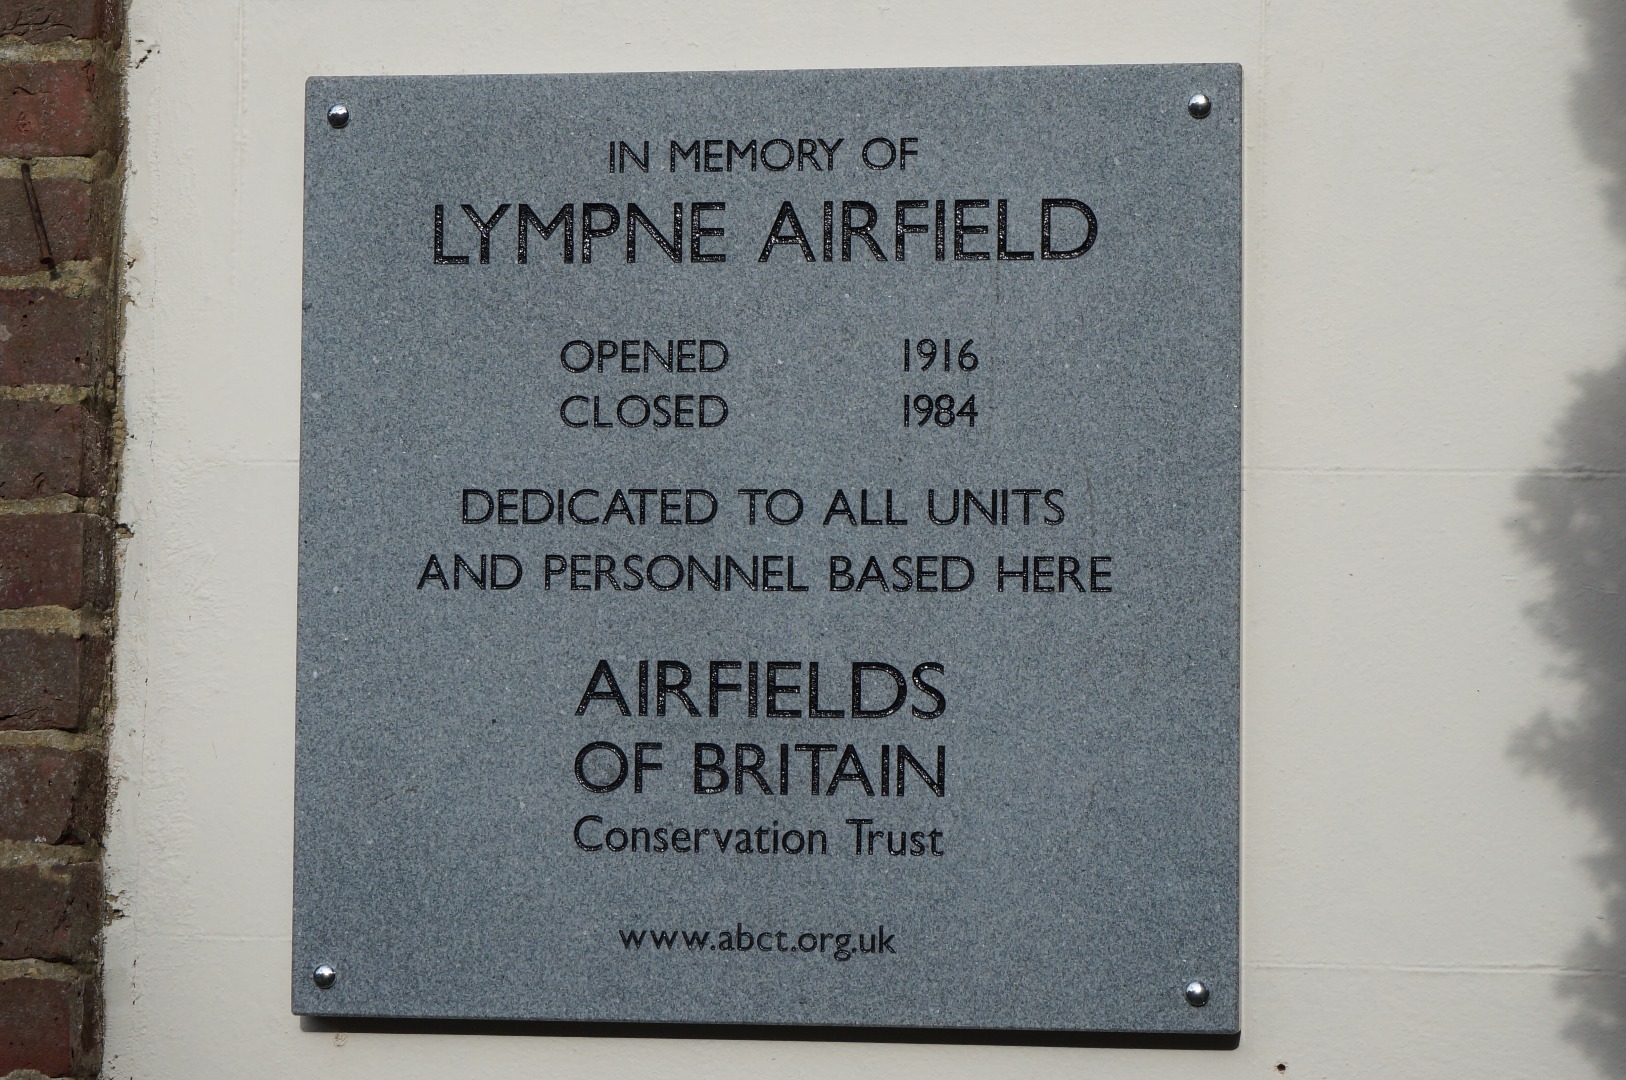 IN MEMORY OF
LYMPNE AIRFIELD
OPENED 1916
CLOSED 1984
DEDICATED TO ALL UNITS
AND PERSONNEL BASED HERE
AIRFIELDS
OF BRITAIN
Conservation Trust
www.abct.org.uk